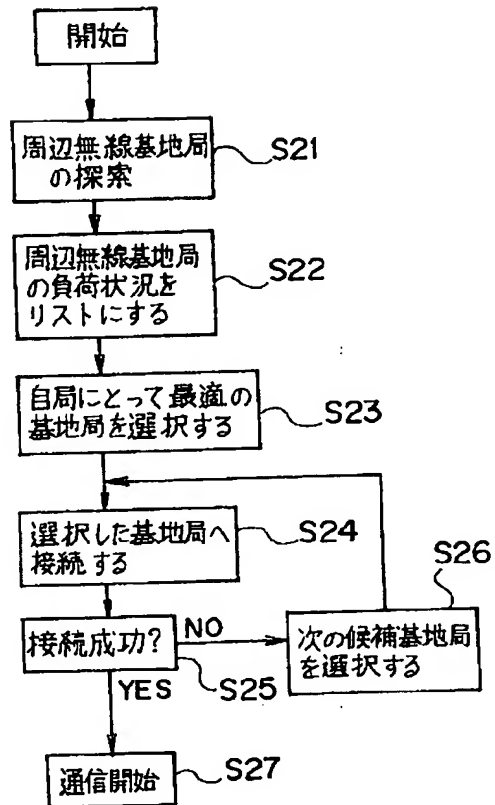 開始
周辺無線基地局
の探索
S21
周辺無線基地局
の負荷状況を
リストにする
S22
自局にとって最適の
基地局を選択する
S23
選択した基地局へ
接続する
S24
接続成功?
NO
S25
YES
S26
次の候補基地局
を選択する
通信開始
S27